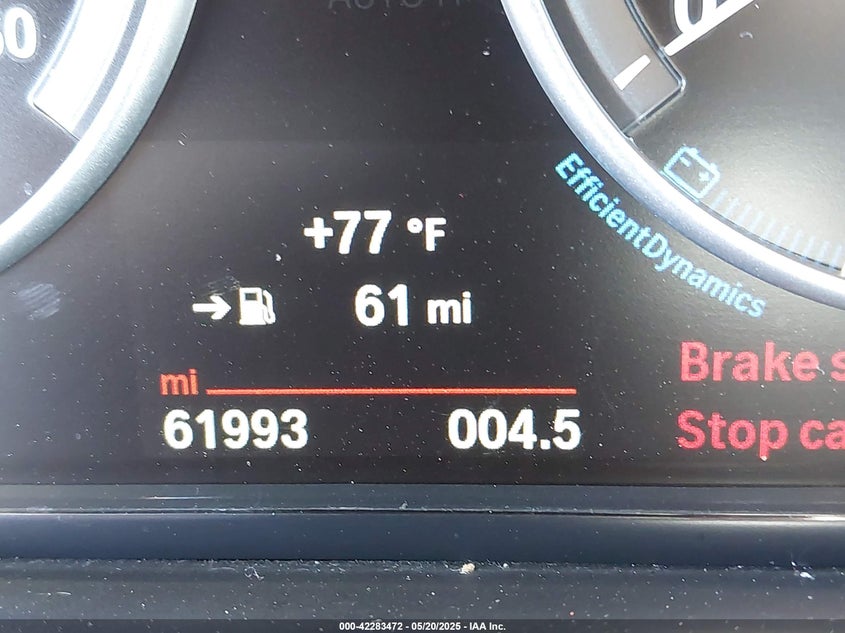 +77 °F
61 mi
mi
61993 004.5
EfficientDynamics
Brake s
Stop ca
000-42283472 - 05/20/2025 - IAA Inc.